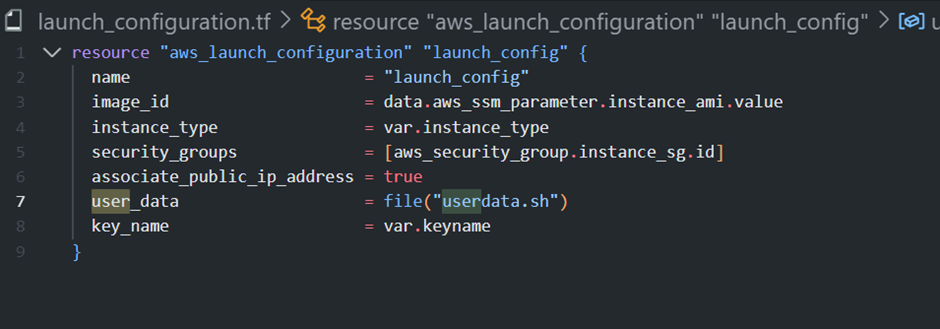 launch_configuration.tf > resource "aws_launch_configuration" "launch_config" >
1 resource "aws_launch_configuration" "launch_config" {
2 name = "launch_config"
3 image_id = data.aws_ssm_parameter.instance_ami.value
4 instance_type = var.instance_type
5 security_groups = [aws_security_group.instance_sg.id]
6 associate_public_ip_address = true
7 user_data = file("userdata.sh")
8 key_name = var.keyname
9 }